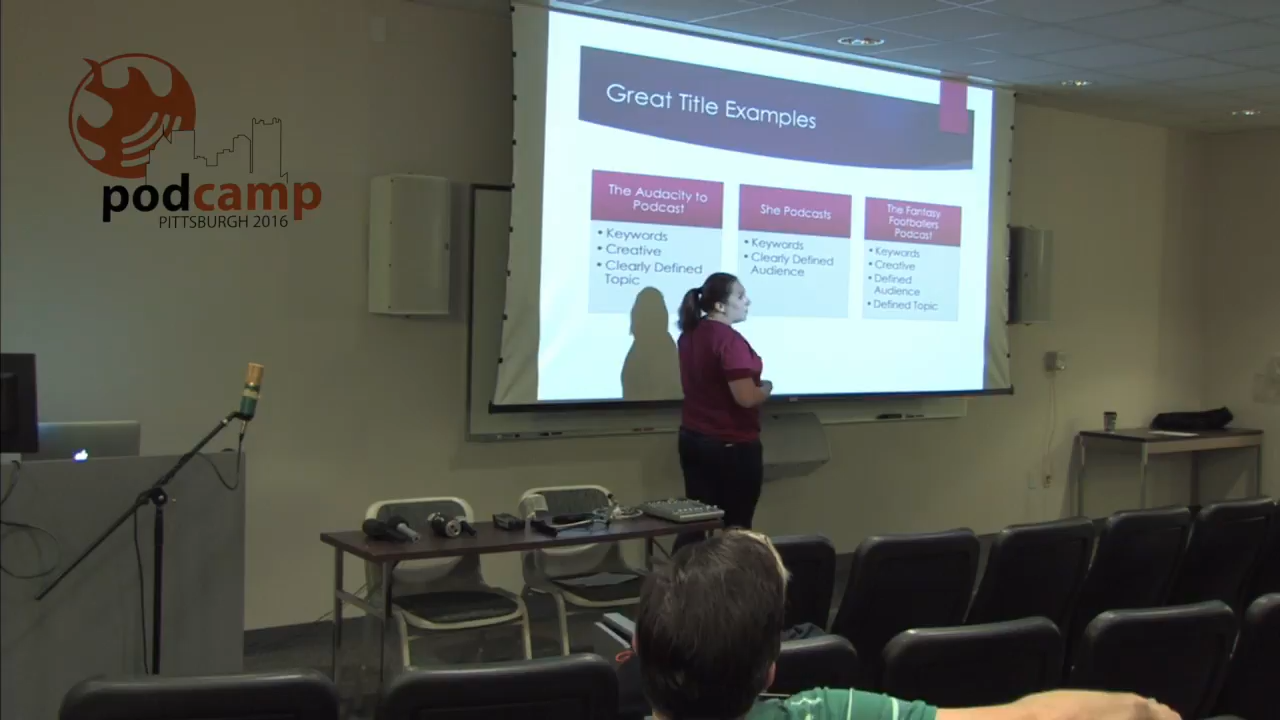 podcamp
PITTSBURGH 2016
Great Title Examples
The Audacity to
Podcast
• Keywords
• Creative
• Clearly Defined
Topic
She Podcasts
• Keywords
• Clearly Defined
Audience
The Fantasy
Footballers
Podcast
• Keywords
• Creative
• Defined
Audience
• Defined Topic